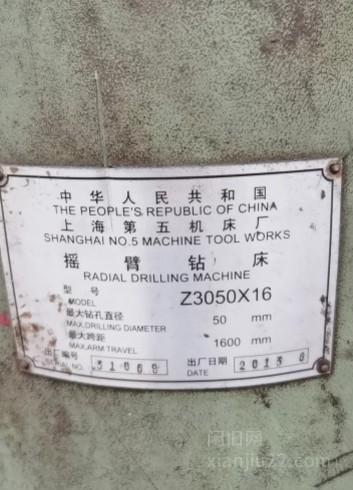 中华人民共和国
THE PEOPLE'S REPUBLIC OF CHINA
上海第五机床厂
SHANGHAI NO.5 MACHINE TOOL WORKS
摇臂钻床
RADIAL DRILLING MACHINE
型号
MODEL Z3050X16
最大钻孔直径
MAX.DRILLING DIAMETER 50 mm
最大跨距
MAX.ARM TRAVEL 1600 mm
出厂编号 出厂日期
SERIAL NO. DATE
闲旧网
xianjiu22.com